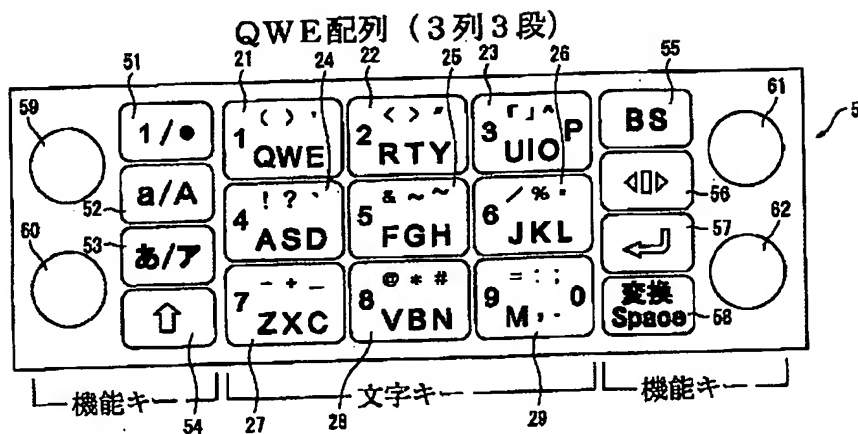 QWE配列 (3列3段)
51 21 24 22 25 23 26 55
59 61 5
1/● 1 ( ) ' QWE 2 < > " RTY 3 「 」 ^ UIO P BS
52 a/A 4 ! ? ` ASD 5 & ~ ~ FGH 6 / % JKL 56
60 53 57 62
あ/ア 7 - + _ ZXC 8 @ * # VBN 9 = : ; M , . 0 変換
Space 58
機能キー 文字キー 機能キー
54 27 28 29